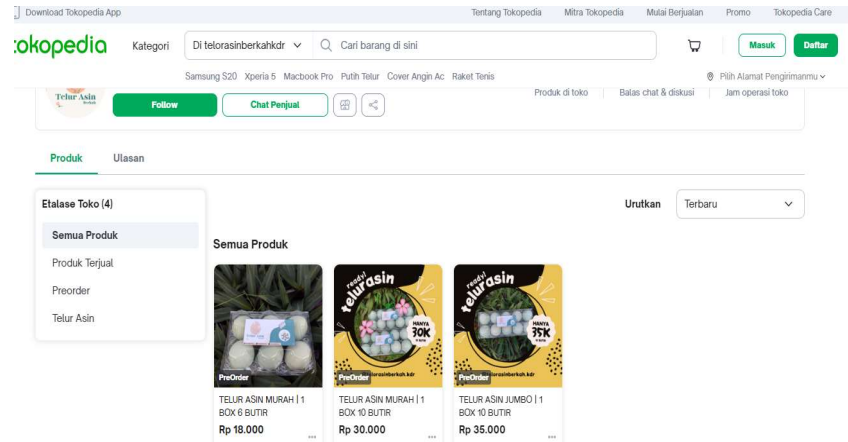 Download Tokopedia App
Tentang Tokopedia Mitra Tokopedia Mulai Berjualan Promo Tokopedia Care
tokopedia Kategori Di telorasinberkahkdr Cari barang di sini Masuk Daftar
Samsung S20 Xperia 5 Macbook Pro Putih Telur Cover Angin Ac Raket Tenis Pilih Alamat Pengirimanmu
Telur Asin
Berkah
Follow Chat Penjual
Produk di toko Balas chat & diskusi Jam operasi toko
Produk Ulasan
Etalase Toko (4)
Semua Produk
Produk Terjual
Preorder
Telur Asin
Urutkan Terbaru
Semua Produk
PreOrder
TELUR ASIN MURAH | 1
BOX 6 BUTIR
Rp 18.000
ready!
telurasin
HANYA
30K
PreOrder
TELUR ASIN MURAH | 1
BOX 10 BUTIR
Rp 30.000
ready!
telurasin
HANYA
35K
PreOrder
TELUR ASIN JUMBO | 1
BOX 10 BUTIR
Rp 35.000